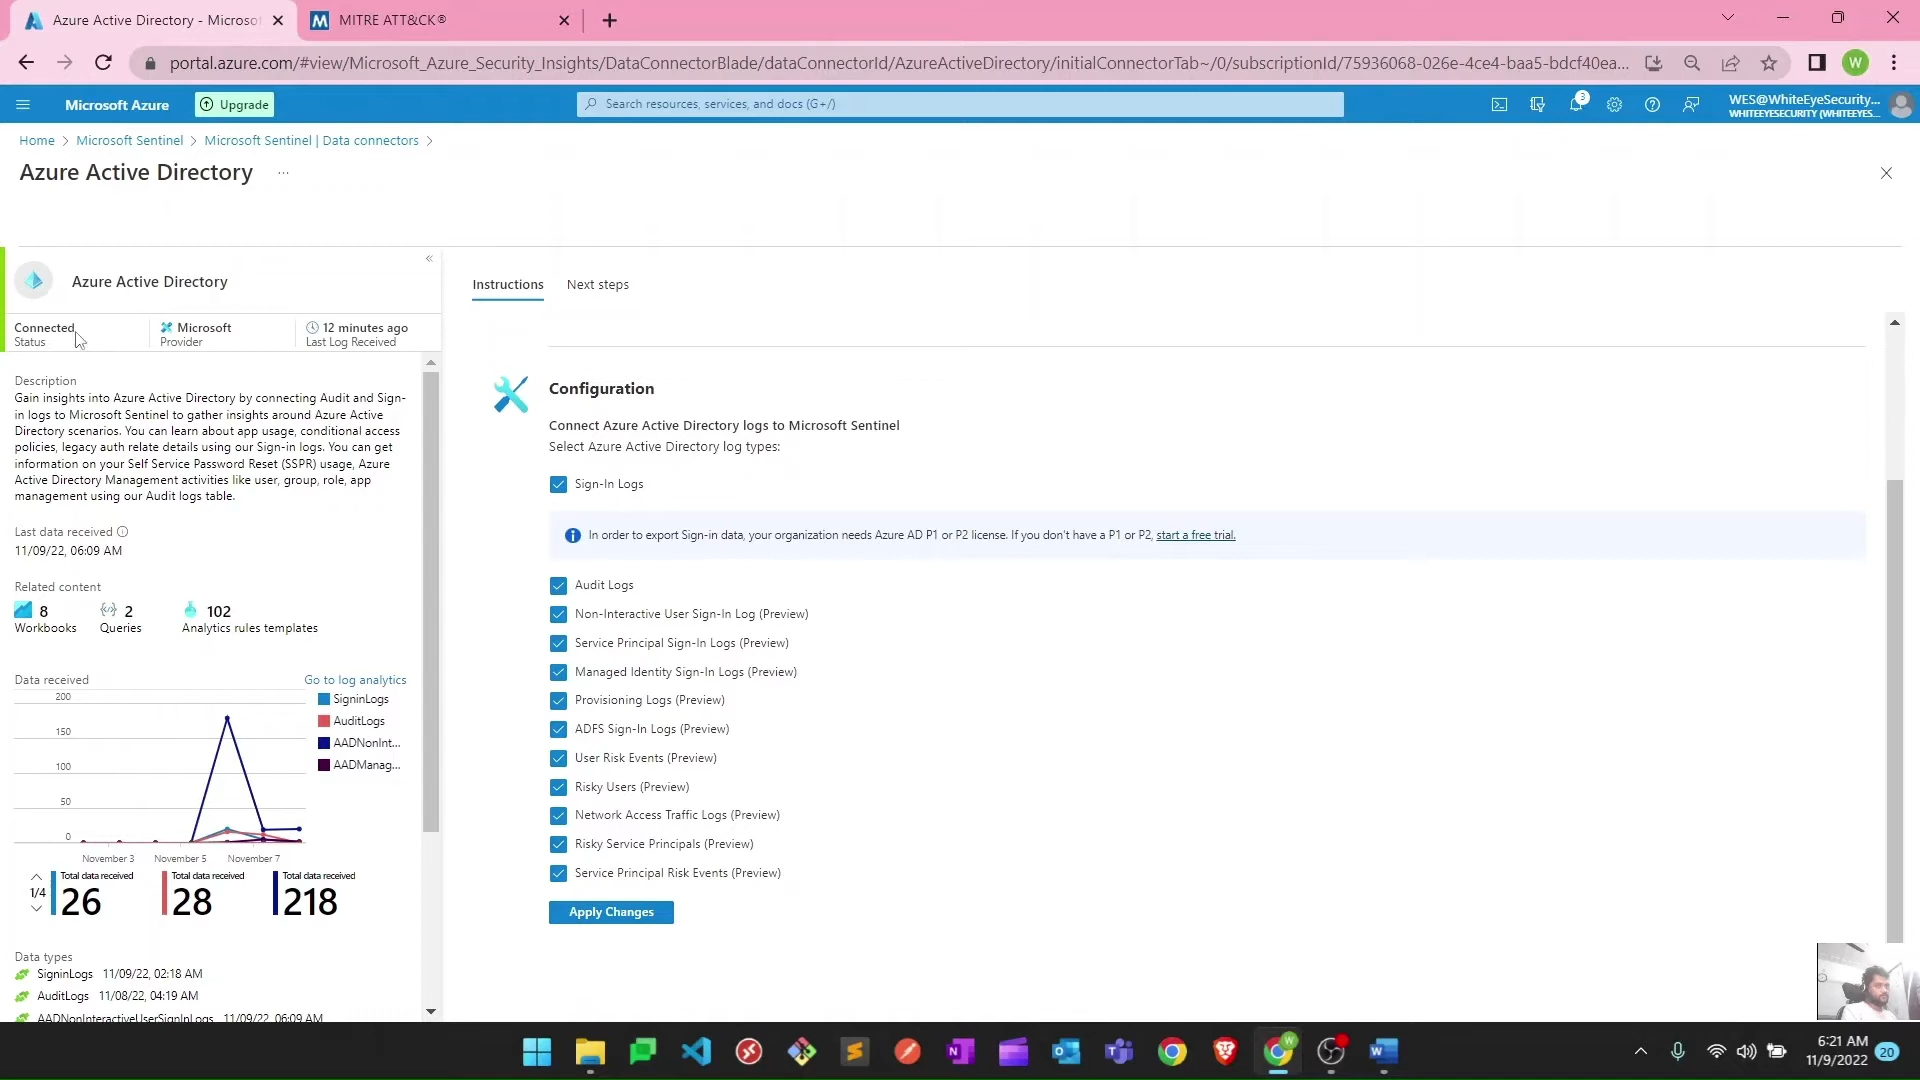 Azure Active Directory - Microso
MITRE ATT&CK®
portal.azure.com/#view/Microsoft_Azure_Security_Insights/DataConnectorBlade/dataConnectorId/AzureActiveDirectory/initialConnectorTab~/0/subscriptionId/75936068-026e-4ce4-baa5-bdcf40ea...
W
Microsoft Azure
Upgrade
Search resources, services, and docs (G+/)
3
WES@WhiteEyeSecurity...
WHITEEYESECURITY (WHITEEYES...
Home > Microsoft Sentinel > Microsoft Sentinel | Data connectors >
Azure Active Directory ...
Azure Active Directory
Connected
Status
Microsoft
Provider
12 minutes ago
Last Log Received
Description
Gain insights into Azure Active Directory by connecting Audit and Sign-
in logs to Microsoft Sentinel to gather insights around Azure Active
Directory scenarios. You can learn about app usage, conditional access
policies, legacy auth relate details using our Sign-in logs. You can get
information on your Self Service Password Reset (SSPR) usage, Azure
Active Directory Management activities like user, group, role, app
management using our Audit logs table.
Last data received
11/09/22, 06:09 AM
Related content
8
Workbooks
2
Queries
102
Analytics rules templates
Data received
Go to log analytics
200
150
100
50
0
November 3
November 5
November 7
SigninLogs
AuditLogs
AADNonInt...
AADManag...
1/4
Total data received
26
Total data received
28
Total data received
218
Data types
SigninLogs 11/09/22, 02:18 AM
AuditLogs 11/08/22, 04:19 AM
AADNonInteractiveUserSignInLogs 11/09/22, 06:09 AM
Instructions
Next steps
Configuration
Connect Azure Active Directory logs to Microsoft Sentinel
Select Azure Active Directory log types:
Sign-In Logs
In order to export Sign-in data, your organization needs Azure AD P1 or P2 license. If you don't have a P1 or P2, start a free trial.
Audit Logs
Non-Interactive User Sign-In Log (Preview)
Service Principal Sign-In Logs (Preview)
Managed Identity Sign-In Logs (Preview)
Provisioning Logs (Preview)
ADFS Sign-In Logs (Preview)
User Risk Events (Preview)
Risky Users (Preview)
Network Access Traffic Logs (Preview)
Risky Service Principals (Preview)
Service Principal Risk Events (Preview)
Apply Changes
6:21 AM
11/9/2022
20